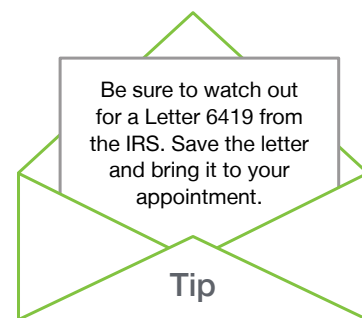 Be sure to watch out
for a Letter 6419 from
the IRS. Save the letter
and bring it to your
appointment.
Tip